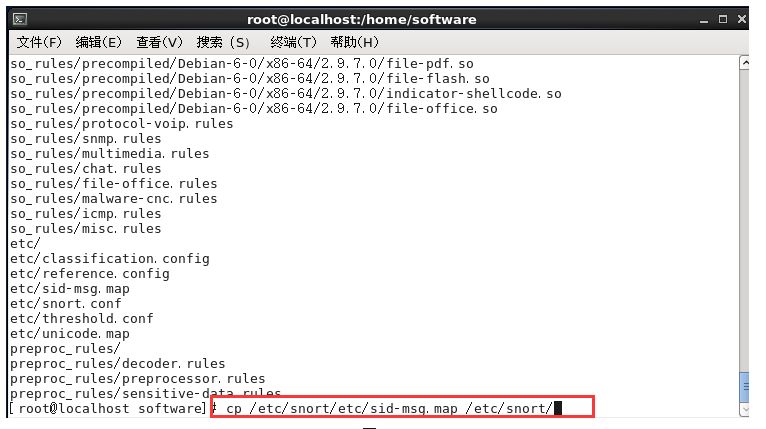 root@localhost:/home/software
文件(F) 编辑(E) 查看(V) 搜索 (S) 终端(T) 帮助(H)
so_rules/precompiled/Debian-6-0/x86-64/2.9.7.0/file-pdf.so
so_rules/precompiled/Debian-6-0/x86-64/2.9.7.0/file-flash.so
so_rules/precompiled/Debian-6-0/x86-64/2.9.7.0/indicator-shellcode.so
so_rules/precompiled/Debian-6-0/x86-64/2.9.7.0/file-office.so
so_rules/protocol-voip.rules
so_rules/snmp.rules
so_rules/multimedia.rules
so_rules/chat.rules
so_rules/file-office.rules
so_rules/malware-cnc.rules
so_rules/icmp.rules
so_rules/misc.rules
etc/
etc/classification.config
etc/reference.config
etc/sid-msg.map
etc/snort.conf
etc/threshold.conf
etc/unicode.map
preproc_rules/
preproc_rules/decoder.rules
preproc_rules/preprocessor.rules
preproc_rules/sensitive-data.rules
[root@localhost software]# cp /etc/snort/etc/sid-msg.map /etc/snort/